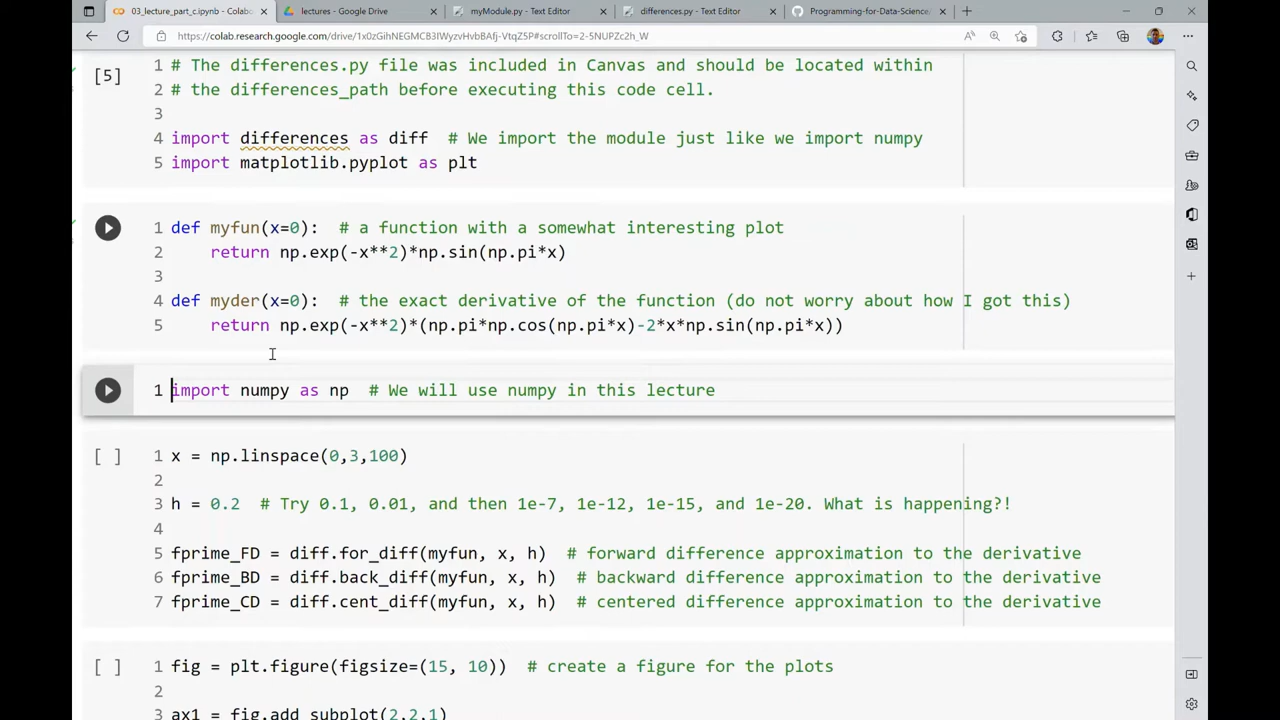 03_lecture_part_c.ipynb - Colabo
lectures - Google Drive
myModule.py - Text Editor
differences.py - Text Editor
Programming-for-Data-Science
https://colab.research.google.com/drive/1x0zGihNEGMCB3IWyzvHvbBAfj-VtqZ5P#scrollTo=2-5NUPZc2h_W
[5]
1 # The differences.py file was included in Canvas and should be located within
2 # the differences_path before executing this code cell.
3
4 import differences as diff # We import the module just like we import numpy
5 import matplotlib.pyplot as plt
1 def myfun(x=0): # a function with a somewhat interesting plot
2 return np.exp(-x**2)*np.sin(np.pi*x)
3
4 def myder(x=0): # the exact derivative of the function (do not worry about how I got this)
5 return np.exp(-x**2)*(np.pi*np.cos(np.pi*x)-2*x*np.sin(np.pi*x))
1 import numpy as np # We will use numpy in this lecture
[ ]
1 x = np.linspace(0,3,100)
2
3 h = 0.2 # Try 0.1, 0.01, and then 1e-7, 1e-12, 1e-15, and 1e-20. What is happening?!
4
5 fprime_FD = diff.for_diff(myfun, x, h) # forward difference approximation to the derivative
6 fprime_BD = diff.back_diff(myfun, x, h) # backward difference approximation to the derivative
7 fprime_CD = diff.cent_diff(myfun, x, h) # centered difference approximation to the derivative
[ ]
1 fig = plt.figure(figsize=(15, 10)) # create a figure for the plots
2
3 ax1 = fig.add_subplot(2,2,1)